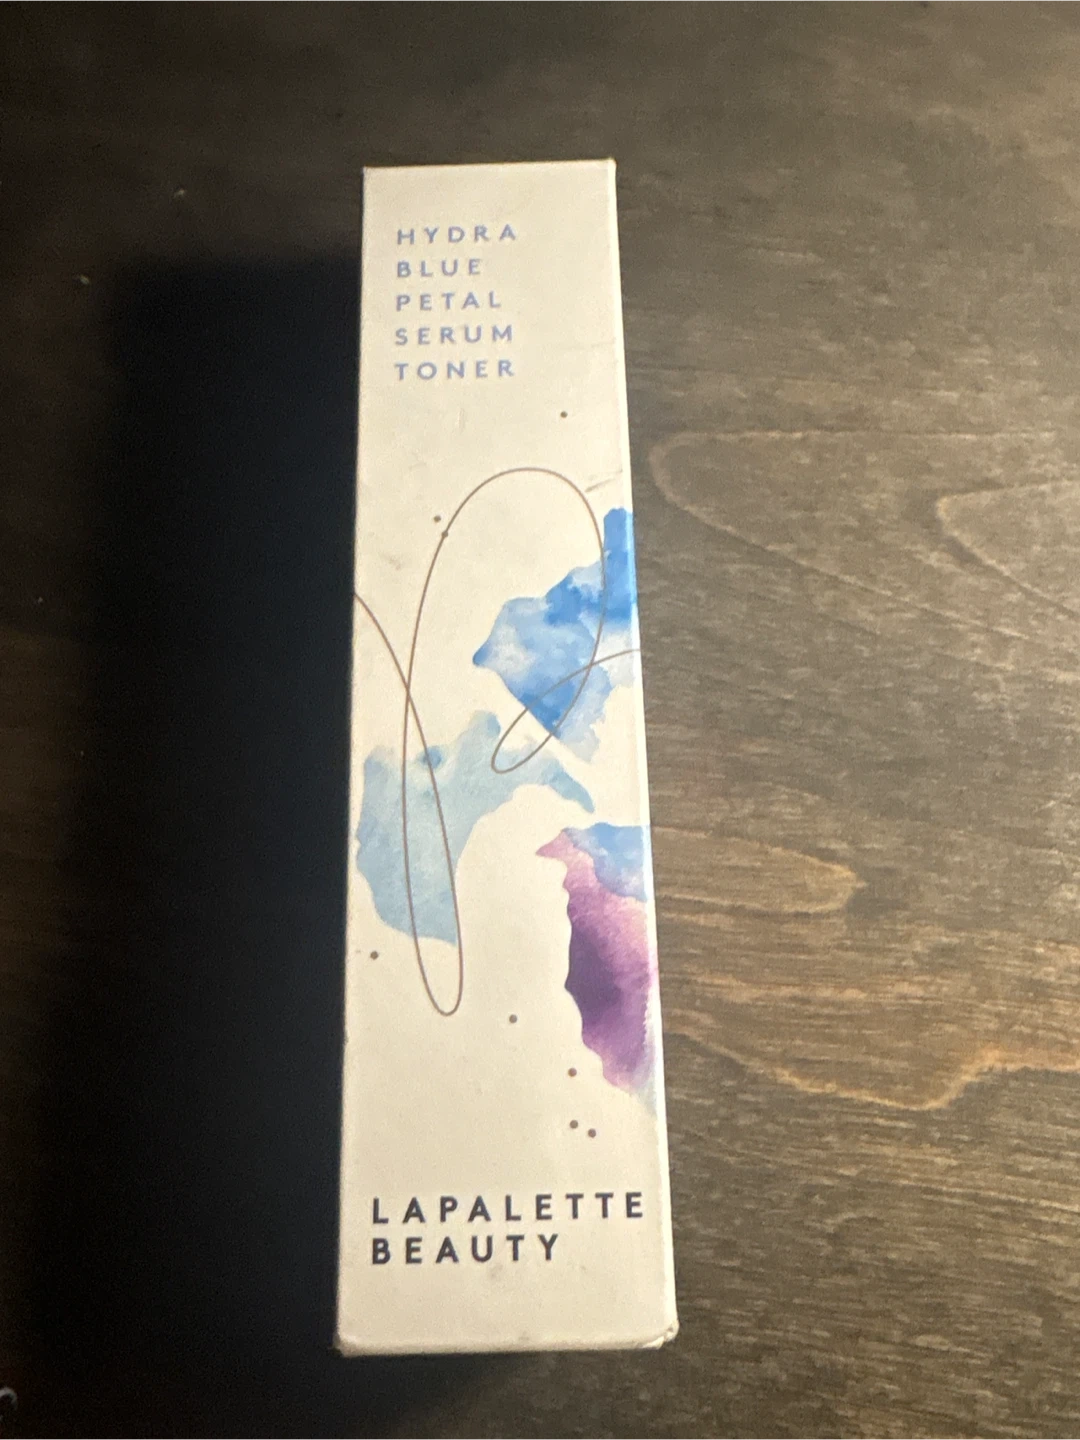 HYDRA
BLUE
PETAL
SERUM
TONER
LAPALETTE
BEAUTY